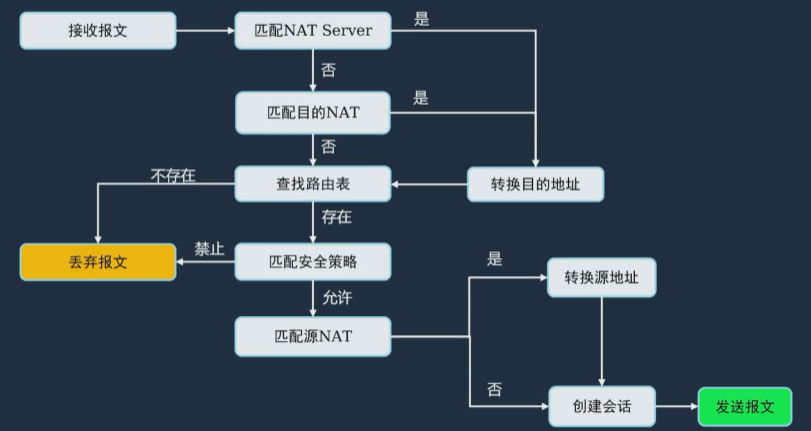 接收报文
匹配NAT Server
是
否
匹配目的NAT
是
否
不存在
查找路由表
转换目的地址
存在
丢弃报文
禁止
匹配安全策略
是
转换源地址
允许
匹配源NAT
否
创建会话
发送报文